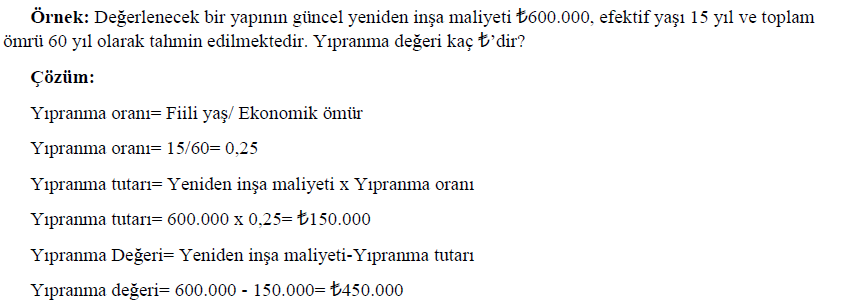 Örnek: Değerlenecek bir yapının güncel yeniden inşa maliyeti ₺600.000, efektif yaşı 15 yıl ve toplam
ömrü 60 yıl olarak tahmin edilmektedir. Yıpranma değeri kaç ₺’dir?
Çözüm:
Yıpranma oranı= Fiili yaş/ Ekonomik ömür
Yıpranma oranı= 15/60= 0,25
Yıpranma tutarı= Yeniden inşa maliyeti x Yıpranma oranı
Yıpranma tutarı= 600.000 x 0,25= ₺150.000
Yıpranma Değeri= Yeniden inşa maliyeti-Yıpranma tutarı
Yıpranma değeri= 600.000 - 150.000= ₺450.000